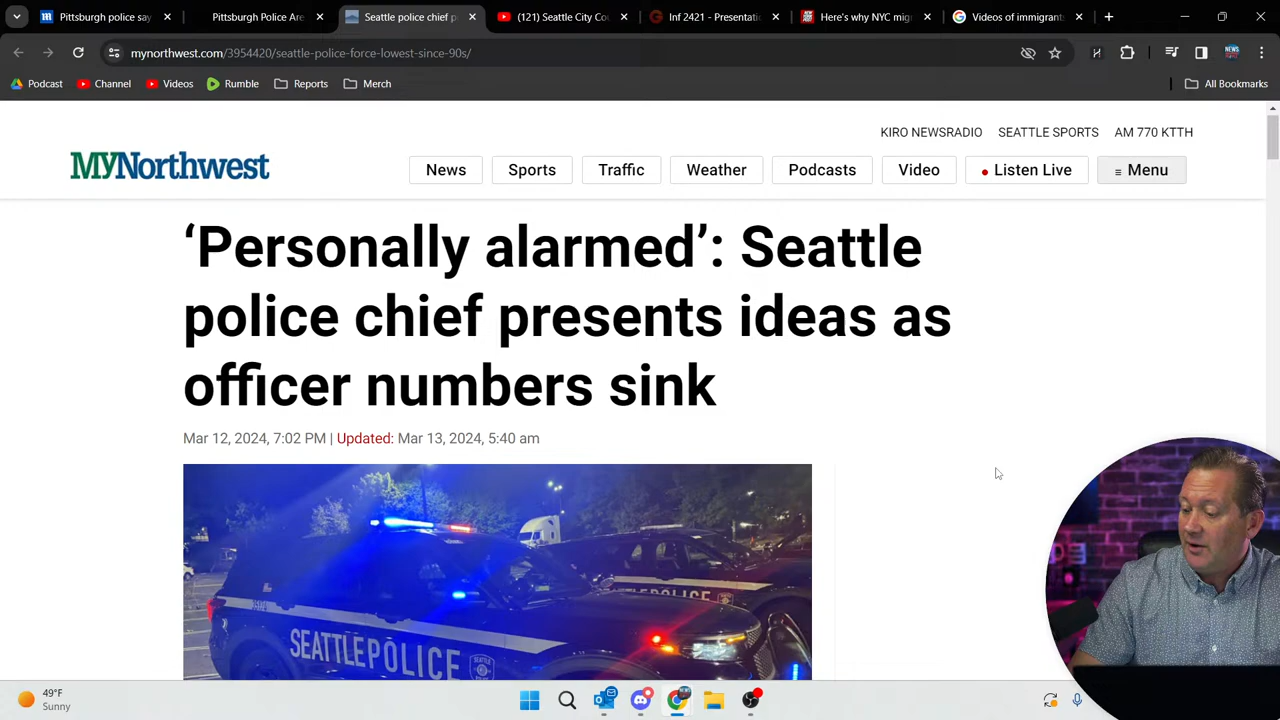 Pittsburgh police say
Pittsburgh Police Are
Seattle police chief p
(121) Seattle City Co
Inf 2421 - Presentatio
Here's why NYC mig
Videos of immigrant
mynorthwest.com/3954420/seattle-police-force-lowest-since-90s/
Podcast
Channel
Videos
Rumble
Reports
Merch
All Bookmarks
KIRO NEWSRADIO SEATTLE SPORTS AM 770 KTTH
MYNorthwest
News
Sports
Traffic
Weather
Podcasts
Video
Listen Live
Menu
‘Personally alarmed’: Seattle
police chief presents ideas as
officer numbers sink
Mar 12, 2024, 7:02 PM | Updated: Mar 13, 2024, 5:40 am
SEATTLE POLICE
49°F
Sunny